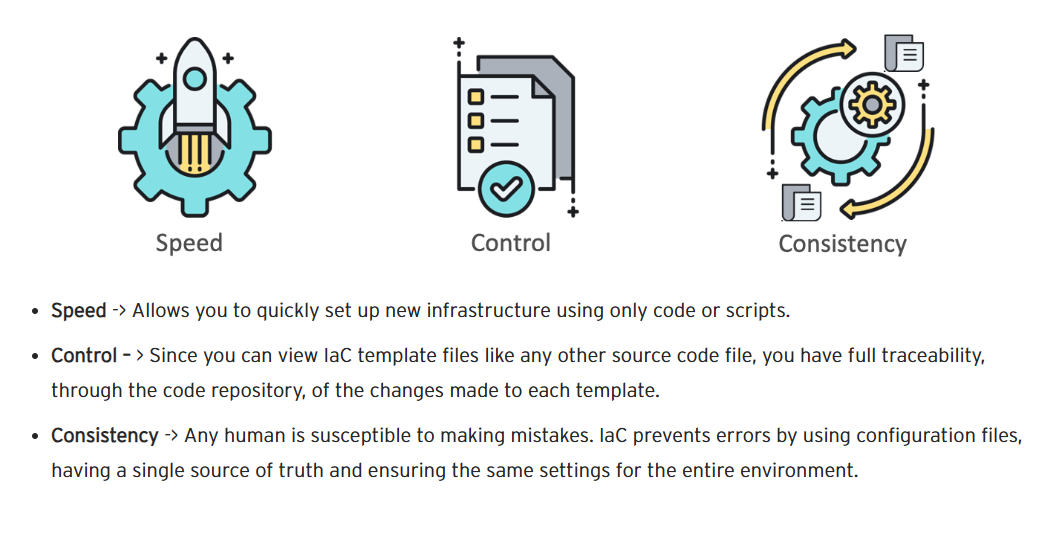 Speed
Control
Consistency
• Speed -> Allows you to quickly set up new infrastructure using only code or scripts.
• Control – > Since you can view IaC template files like any other source code file, you have full traceability,
through the code repository, of the changes made to each template.
• Consistency -> Any human is susceptible to making mistakes. IaC prevents errors by using configuration files,
having a single source of truth and ensuring the same settings for the entire environment.